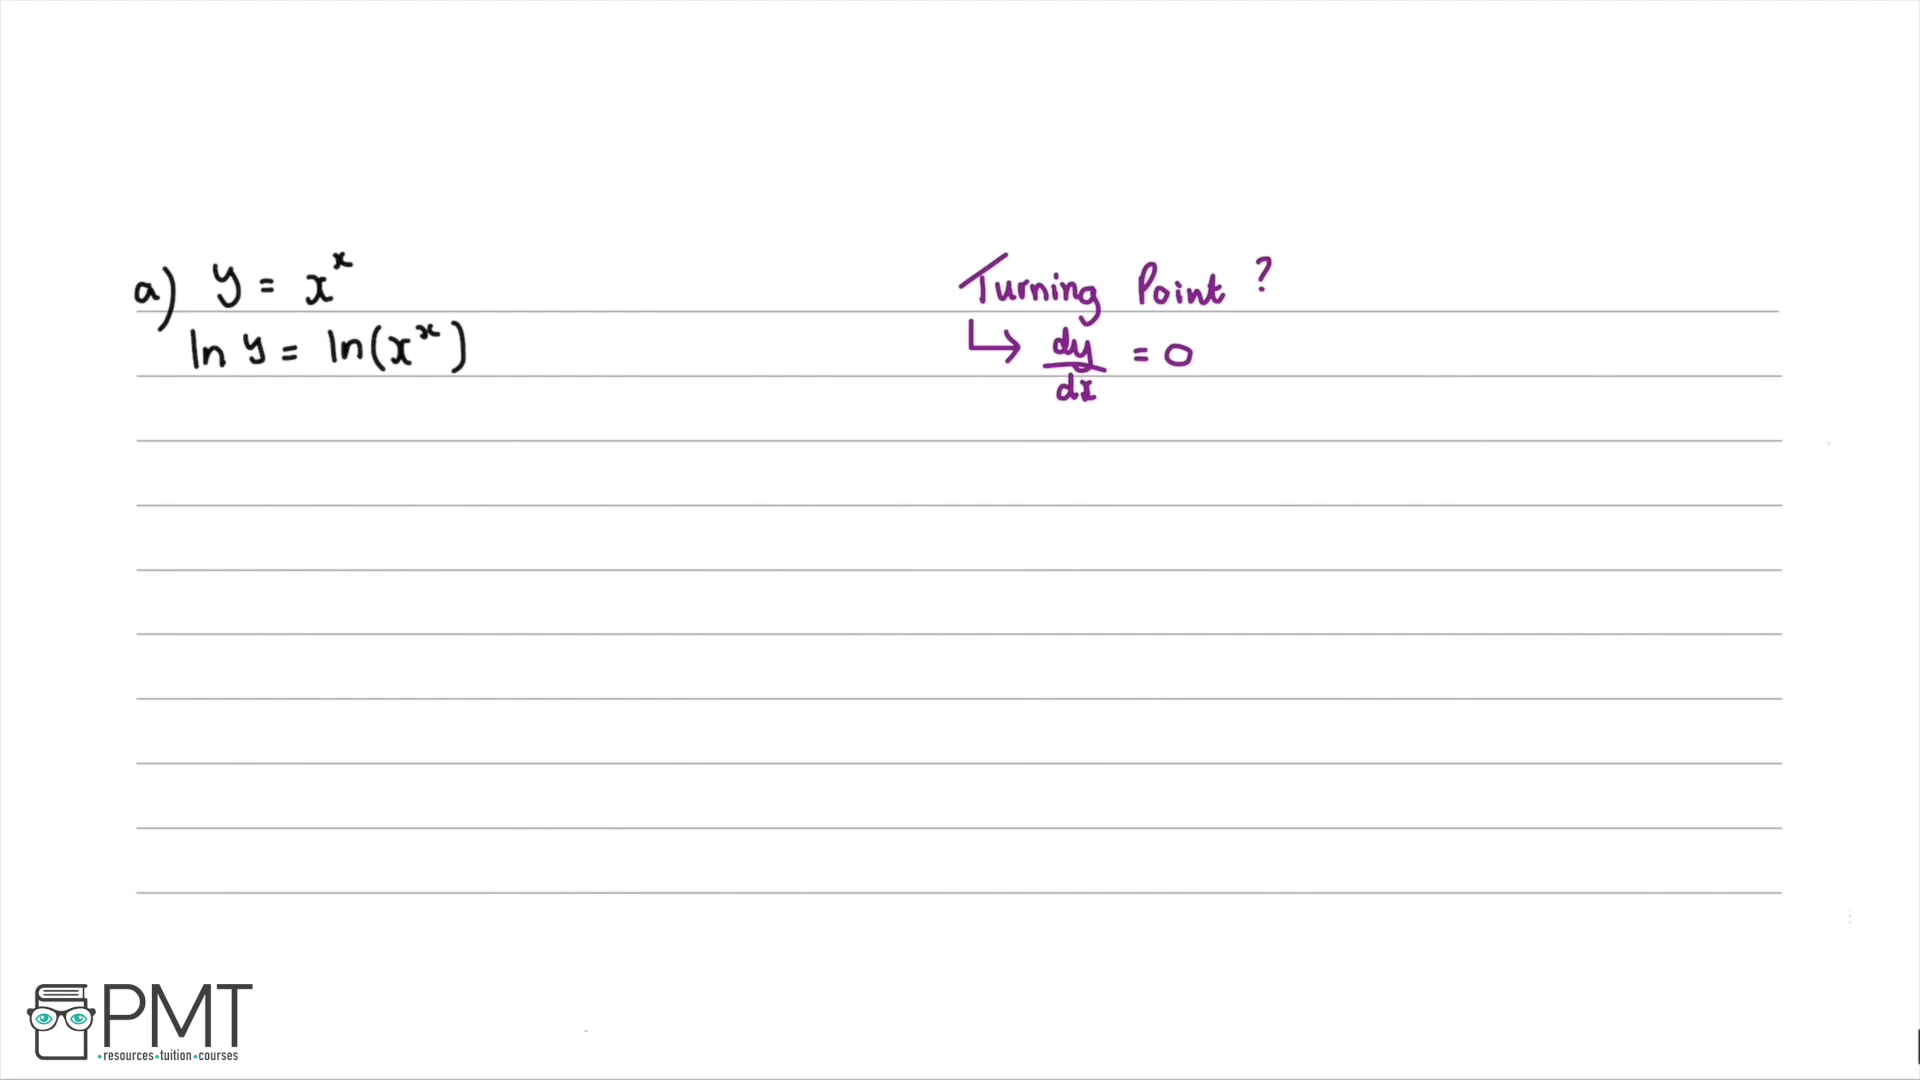 a) y = x^x
ln y = ln(x^x)
Turning Point ?
↳ dy/dx = 0
PMT
•resources•tuition•courses